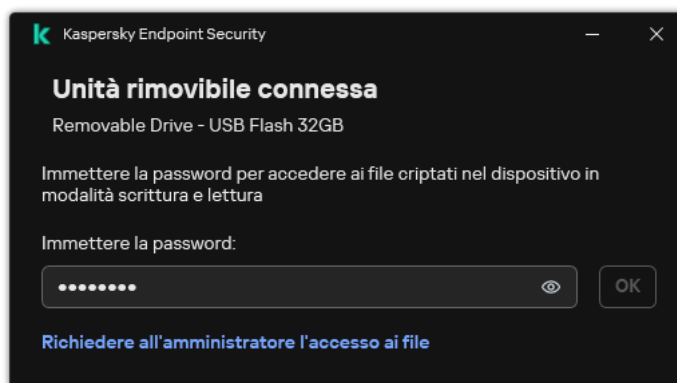 Kaspersky Endpoint Security
Unità rimovibile connessa
Removable Drive - USB Flash 32GB
Immettere la password per accedere ai file criptati nel dispositivo in
modalità scrittura e lettura
Immettere la password:
••••••••
OK
Richiedere all'amministratore l'accesso ai file